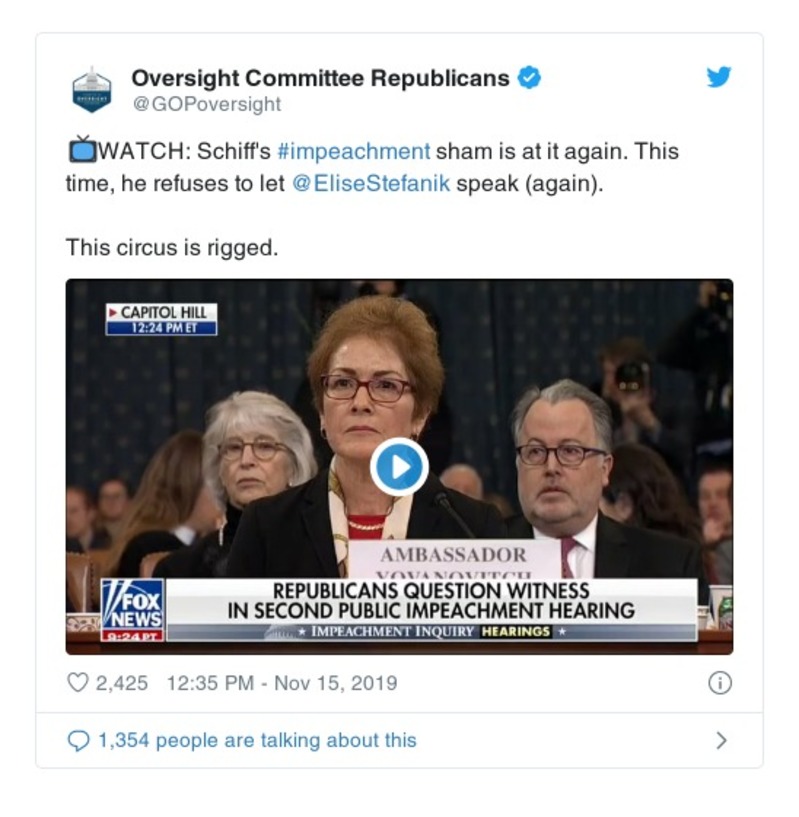 Oversight Committee Republicans
@GOPoversight
WATCH: Schiff's #impeachment sham is at it again. This
time, he refuses to let @EliseStefanik speak (again).
This circus is rigged.
CAPITOL HILL
12:24 PM ET
AMBASSADOR
YOVANOVITCH
FOX
NEWS
9:24 PT
REPUBLICANS QUESTION WITNESS
IN SECOND PUBLIC IMPEACHMENT HEARING
★ IMPEACHMENT INQUIRY HEARINGS ★
2,425 12:35 PM - Nov 15, 2019
1,354 people are talking about this